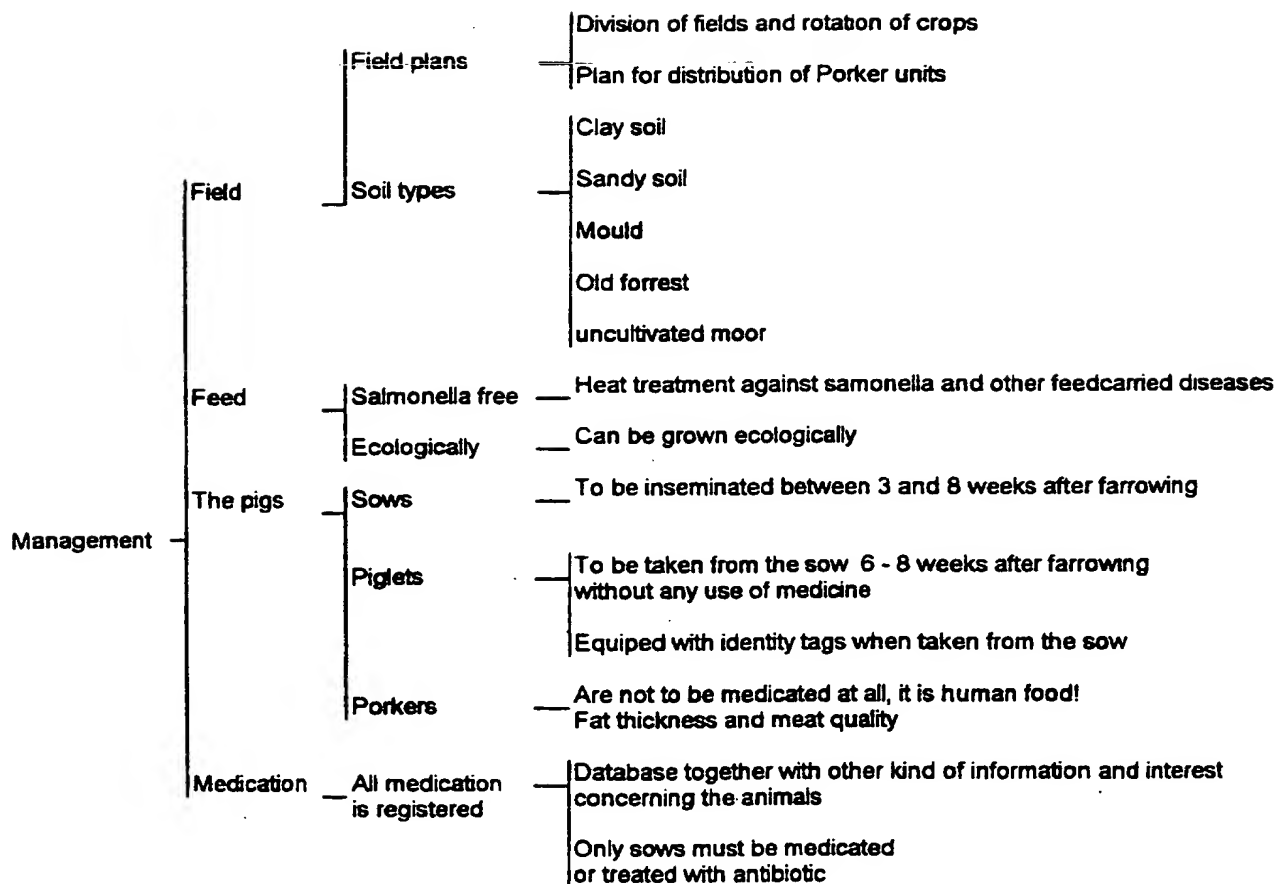 Division of fields and rotation of crops
Field plans
Plan for distribution of Porker units
Clay soil
Field
Soil types
Sandy soil
Mould
Old forrest
uncultivated moor
Feed
Salmonella free
Heat treatment against samonella and other feedcarried diseases
Ecologically
Can be grown ecologically
The pigs
Sows
To be inseminated between 3 and 8 weeks after farrowing
Management
Piglets
To be taken from the sow 6 - 8 weeks after farrowing
without any use of medicine
Equiped with identity tags when taken from the sow
Porkers
Are not to be medicated at all, it is human food!
Fat thickness and meat quality
Medication
All medication
is registered
Database together with other kind of information and interest
concerning the animals
Only sows must be medicated
or treated with antibiotic